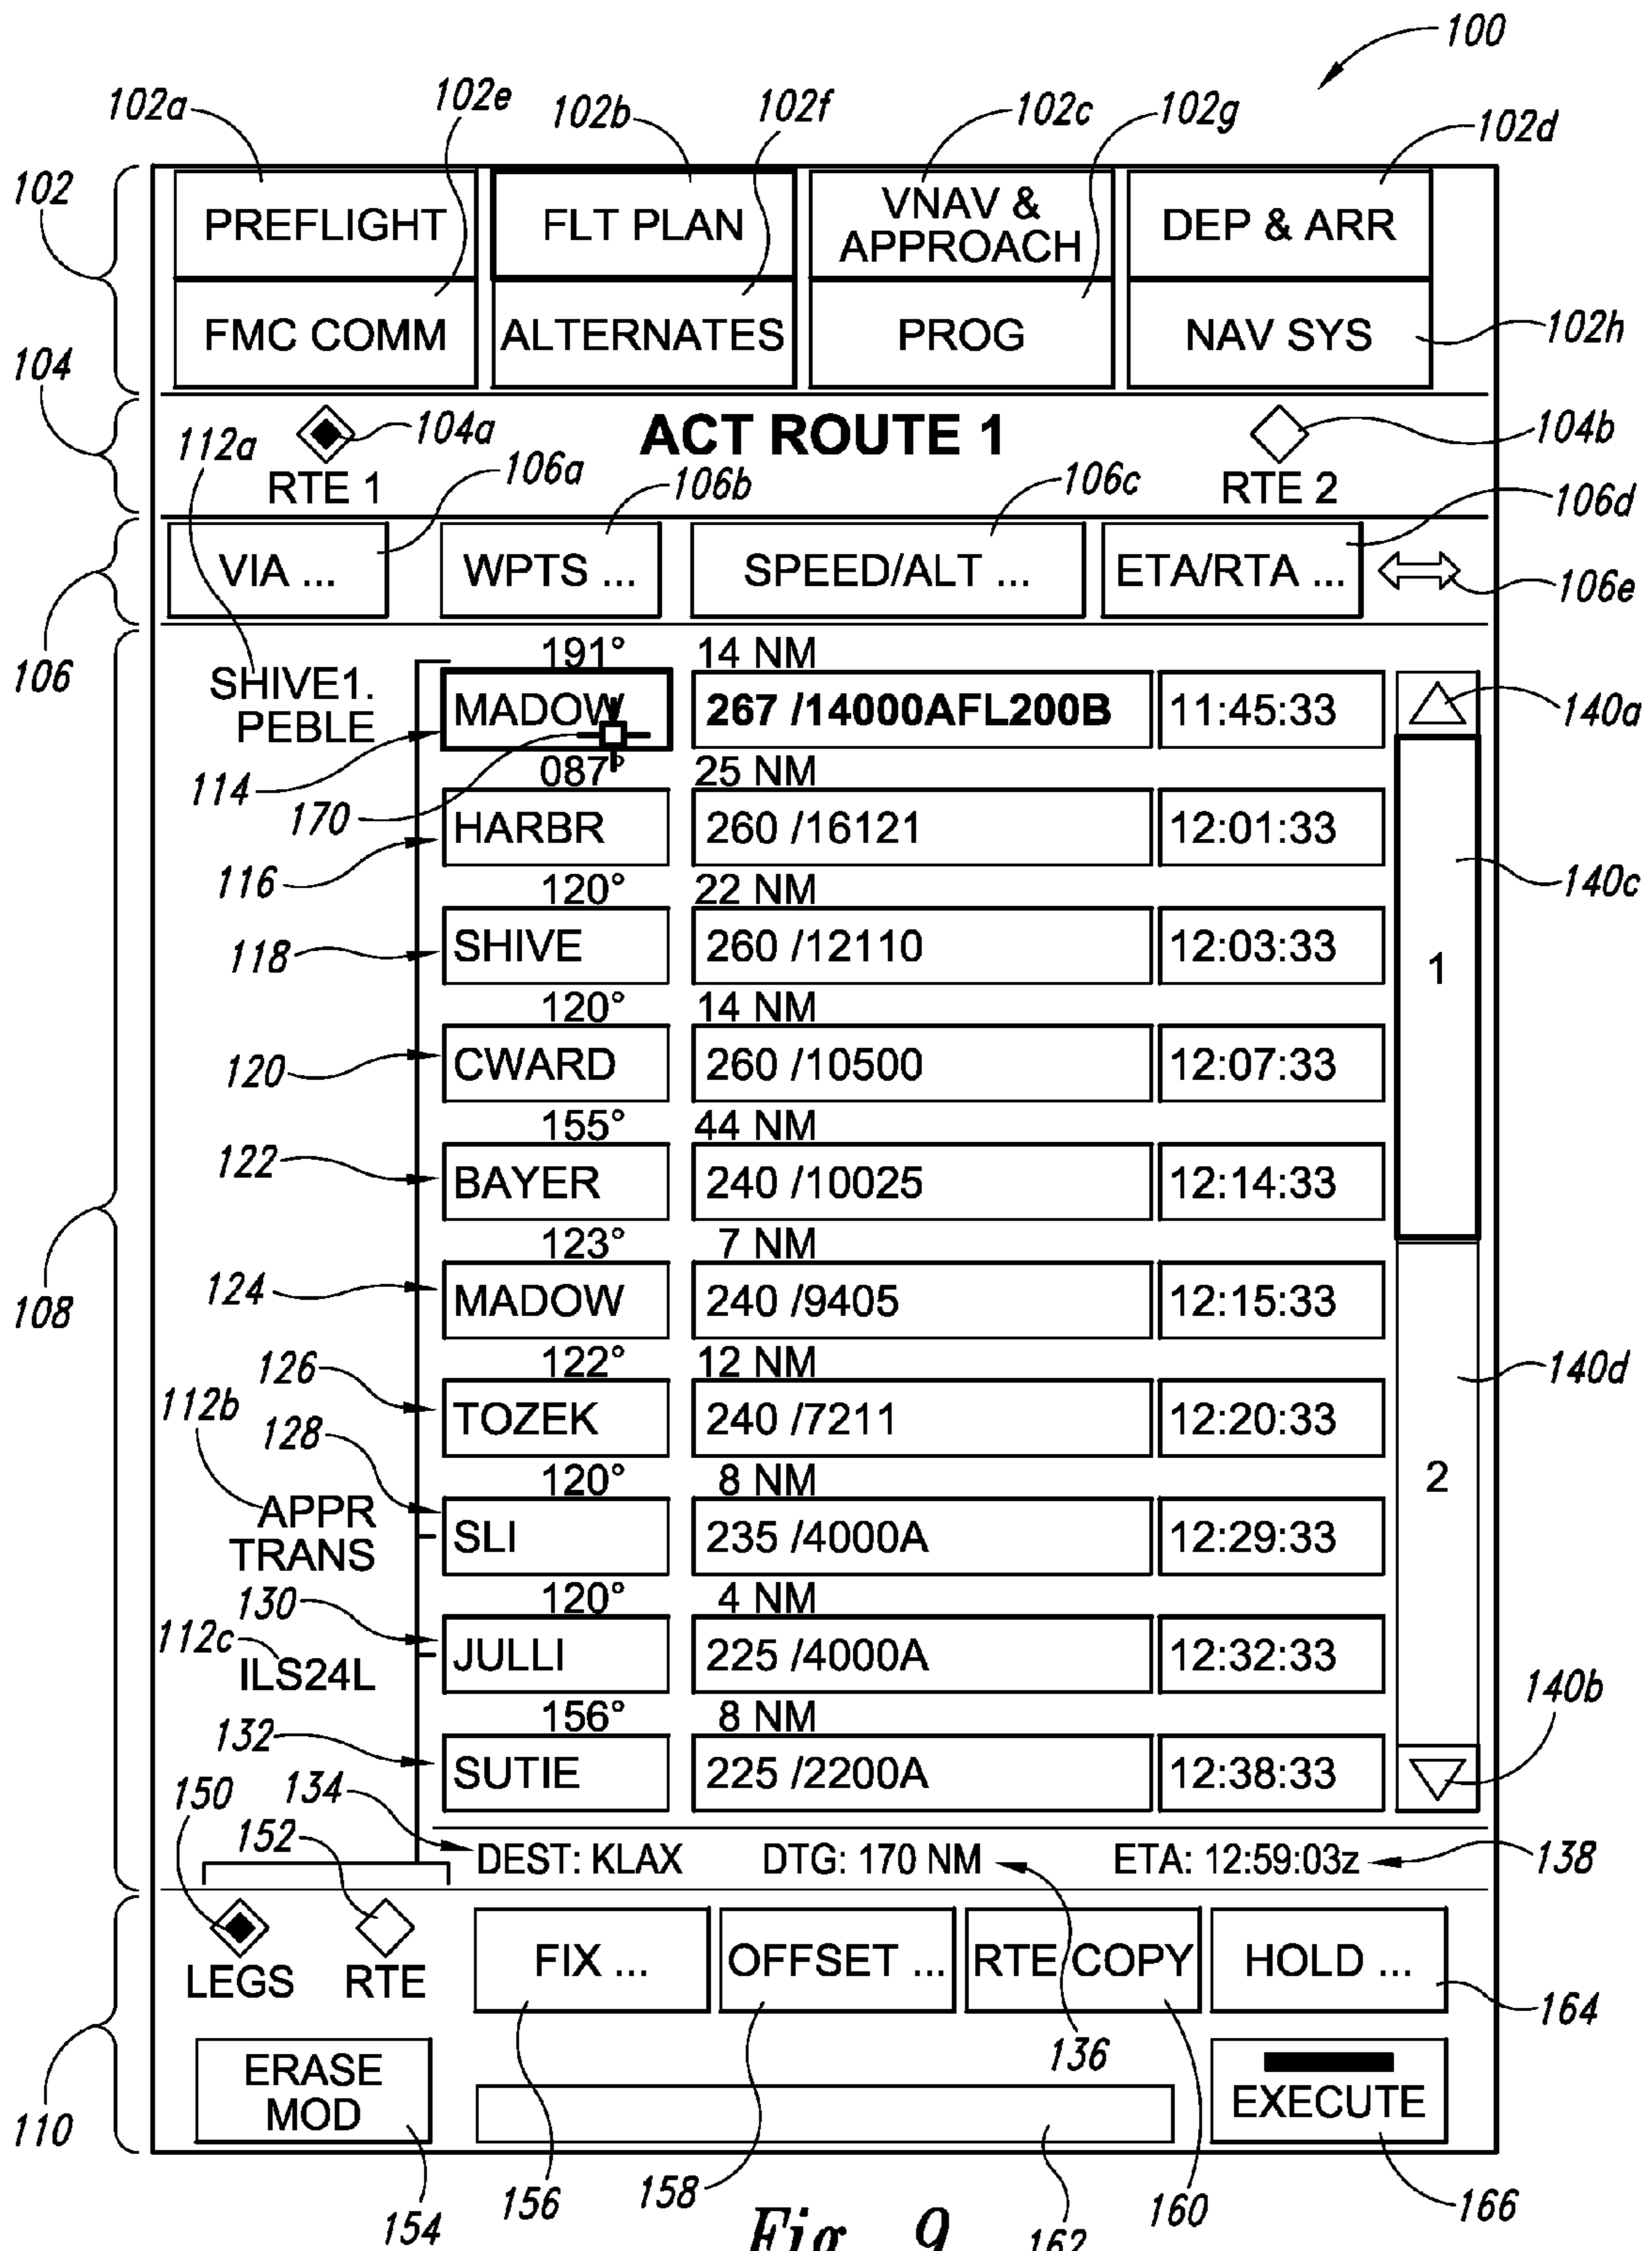 100
102a
102e
102b
102f
102c
102g
102d
102
PREFLIGHT
FLT PLAN
VNAV &
APPROACH
DEP & ARR
FMC COMM
ALTERNATES
PROG
NAV SYS
102h
104
112a
104a
ACT ROUTE 1
104b
RTE 1
106a
106b
106c
RTE 2
106d
VIA ...
WPTS ...
SPEED/ALT ...
ETA/RTA ...
106e
106
191° 14 NM
SHIVE1.
PEBLE
MADOW
267 /14000AFL200B
11:45:33
140a
114
170
087° 25 NM
HARBR
260 /16121
12:01:33
116
140c
120° 22 NM
118
SHIVE
260 /12110
12:03:33
1
120° 14 NM
120
CWARD
260 /10500
12:07:33
155° 44 NM
122
BAYER
240 /10025
12:14:33
123° 7 NM
108
124
MADOW
240 /9405
12:15:33
122° 12 NM
140d
126
112b
TOZEK
240 /7211
12:20:33
128
120° 8 NM
2
APPR
TRANS
SLI
235 /4000A
12:29:33
120° 4 NM
130
112c
ILS24L
JULLI
225 /4000A
12:32:33
140b
156° 8 NM
132
SUTIE
225 /2200A
12:38:33
150
134
152
DEST: KLAX
DTG: 170 NM
ETA: 12:59:03z
138
LEGS
RTE
FIX ...
OFFSET ...
RTE COPY
HOLD ...
164
136
110
ERASE
MOD
EXECUTE
154
156
158
162
160
166
Fig. 9